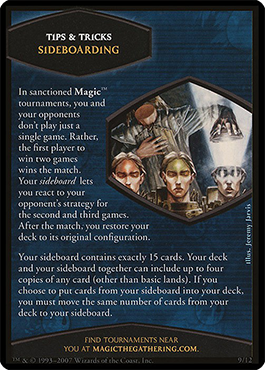 TIPS & TRICKS
SIDEBOARDING
In sanctioned Magic™
tournaments, you and
your opponents
don't play just a
single game. Rather,
the first player to
win two games
wins the match.
Your sideboard lets
you react to your
opponent's strategy for
the second and third games.
After the match, you restore your
deck to its original configuration.
illus. Jeremy Jarvis
Your sideboard contains exactly 15 cards. Your deck
and your sideboard together can include up to four
copies of any card (other than basic lands). If you
choose to put cards from your sideboard into your deck,
you must move the same number of cards from your
deck to your sideboard.
FIND TOURNAMENTS NEAR
YOU AT MAGICTHEGATHERING.COM.
™ & © 1993–2007 Wizards of the Coast, Inc.
9/12